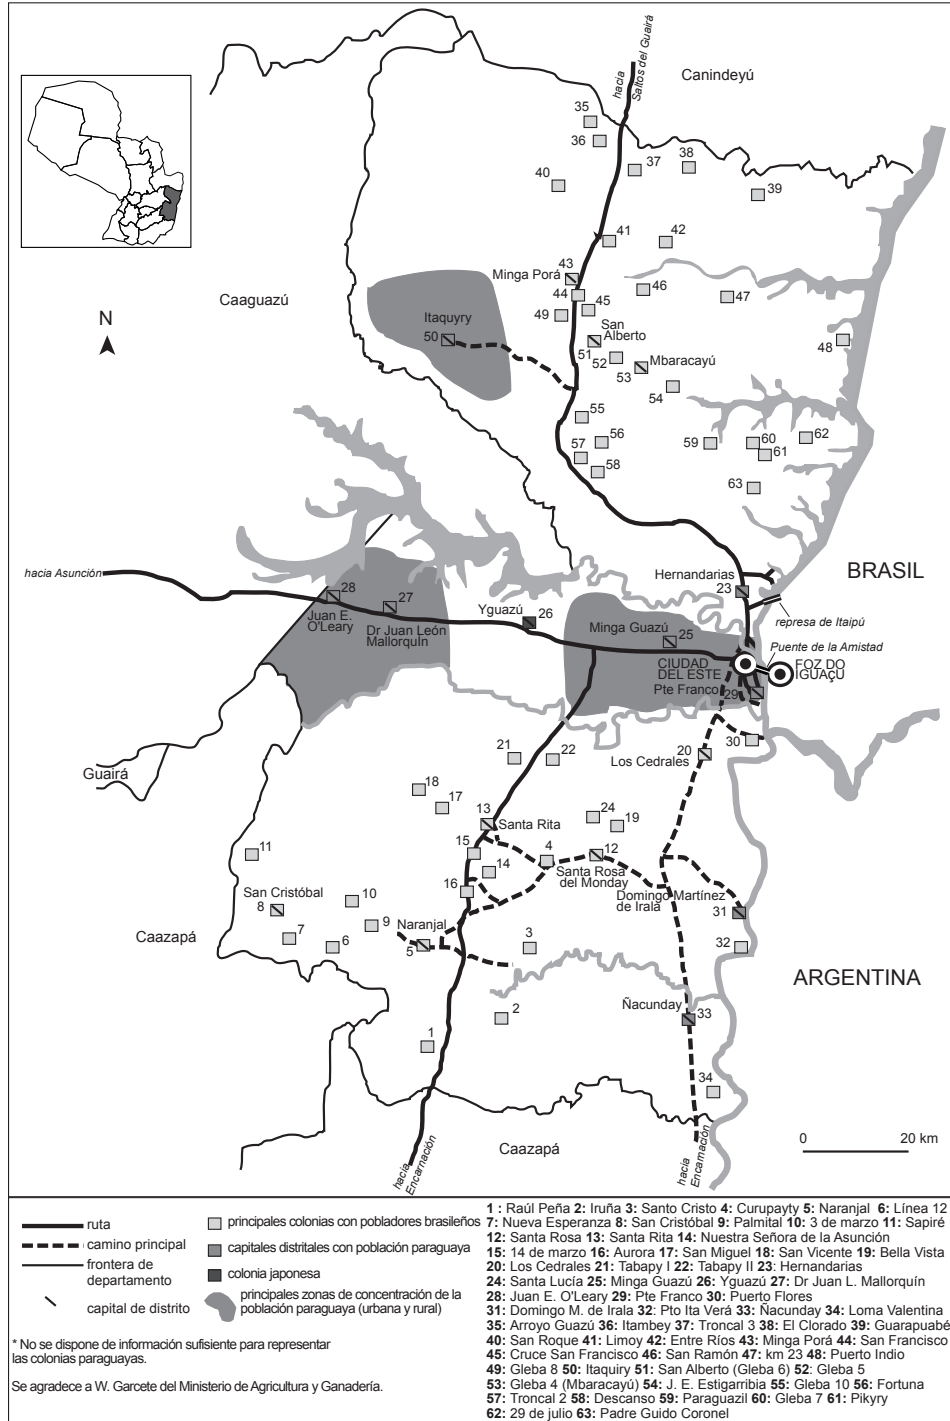 hacia
Saltos del Guairá
Canindeyú
35
36
37
38
39
40
41
42
43
Minga Porá
44
45
46
47
48
49
Caaguazú
N
Itaquyry
50
San
Alberto
51
52
Mbaracayú
53
54
55
56
57
58
59
60
61
62
63
hacia Asunción
Hernandarias
23
BRASIL
28
27
Juan E.
O'Leary
Dr Juan León
Mallorquín
Yguazú
26
Minga Guazú
25
represa de Itaipú
Puente de la Amistad
CIUDAD
DEL ESTE
FOZ DO
IGUAÇU
Pte Franco
29
30
20
Los Cedrales
21
22
Guairá
18
17
13
Santa Rita
24
19
15
14
4
12
Santa Rosa
del Monday
11
16
Domingo Martínez
de Irala
31
San Cristóbal
8
10
9
Naranjal
5
7
6
3
32
Caazapá
ARGENTINA
2
Ñacunday
33
1
34
Caazapá
hacia
Encarnación
hacia
Encarnación
0 20 km
ruta
camino principal
frontera de
departamento
capital de distrito
principales colonias con pobladores brasileños
capitales distritales con población paraguaya
colonia japonesa
principales zonas de concentración de la
población paraguaya (urbana y rural)
* No se dispone de información sufisiente para representar
las colonias paraguayas.
Se agradece a W. Garcete del Ministerio de Agricultura y Ganadería.
1 : Raúl Peña 2: Iruña 3: Santo Cristo 4: Curupayty 5: Naranjal 6: Línea 12
7: Nueva Esperanza 8: San Cristóbal 9: Palmital 10: 3 de marzo 11: Sapiré
12: Santa Rosa 13: Santa Rita 14: Nuestra Señora de la Asunción
15: 14 de marzo 16: Aurora 17: San Miguel 18: San Vicente 19: Bella Vista
20: Los Cedrales 21: Tabapy I 22: Tabapy II 23: Hernandarias
24: Santa Lucía 25: Minga Guazú 26: Yguazú 27: Dr Juan L. Mallorquín
28: Juan E. O'Leary 29: Pte Franco 30: Puerto Flores
31: Domingo M. de Irala 32: Pto Ita Verá 33: Ñacunday 34: Loma Valentina
35: Arroyo Guazú 36: Itambey 37: Troncal 3 38: El Clorado 39: Guarapuabé
40: San Roque 41: Limoy 42: Entre Ríos 43: Minga Porá 44: San Francisco
45: Cruce San Francisco 46: San Ramón 47: km 23 48: Puerto Indio
49: Gleba 8 50: Itaquiry 51: San Alberto (Gleba 6) 52: Gleba 5
53: Gleba 4 (Mbaracayú) 54: J. E. Estigarribia 55: Gleba 10 56: Fortuna
57: Troncal 2 58: Descanso 59: Paraguazil 60: Gleba 7 61: Pikyry
62: 29 de julio 63: Padre Guido Coronel